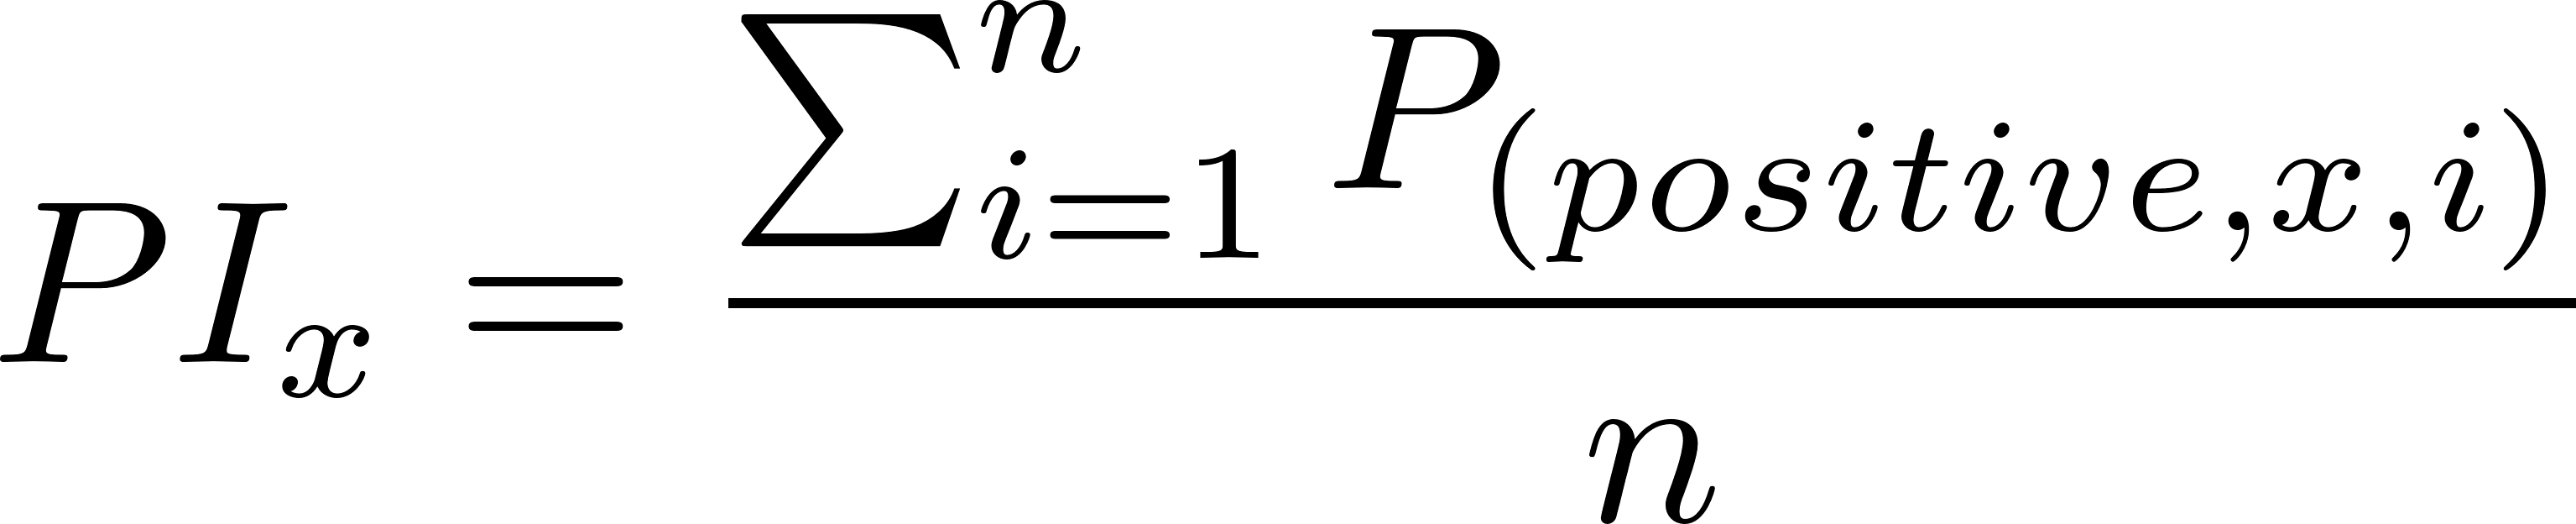 PI_x = \frac{\sum_{i=1}^{n} P_{(positive,x,i)}}{n}